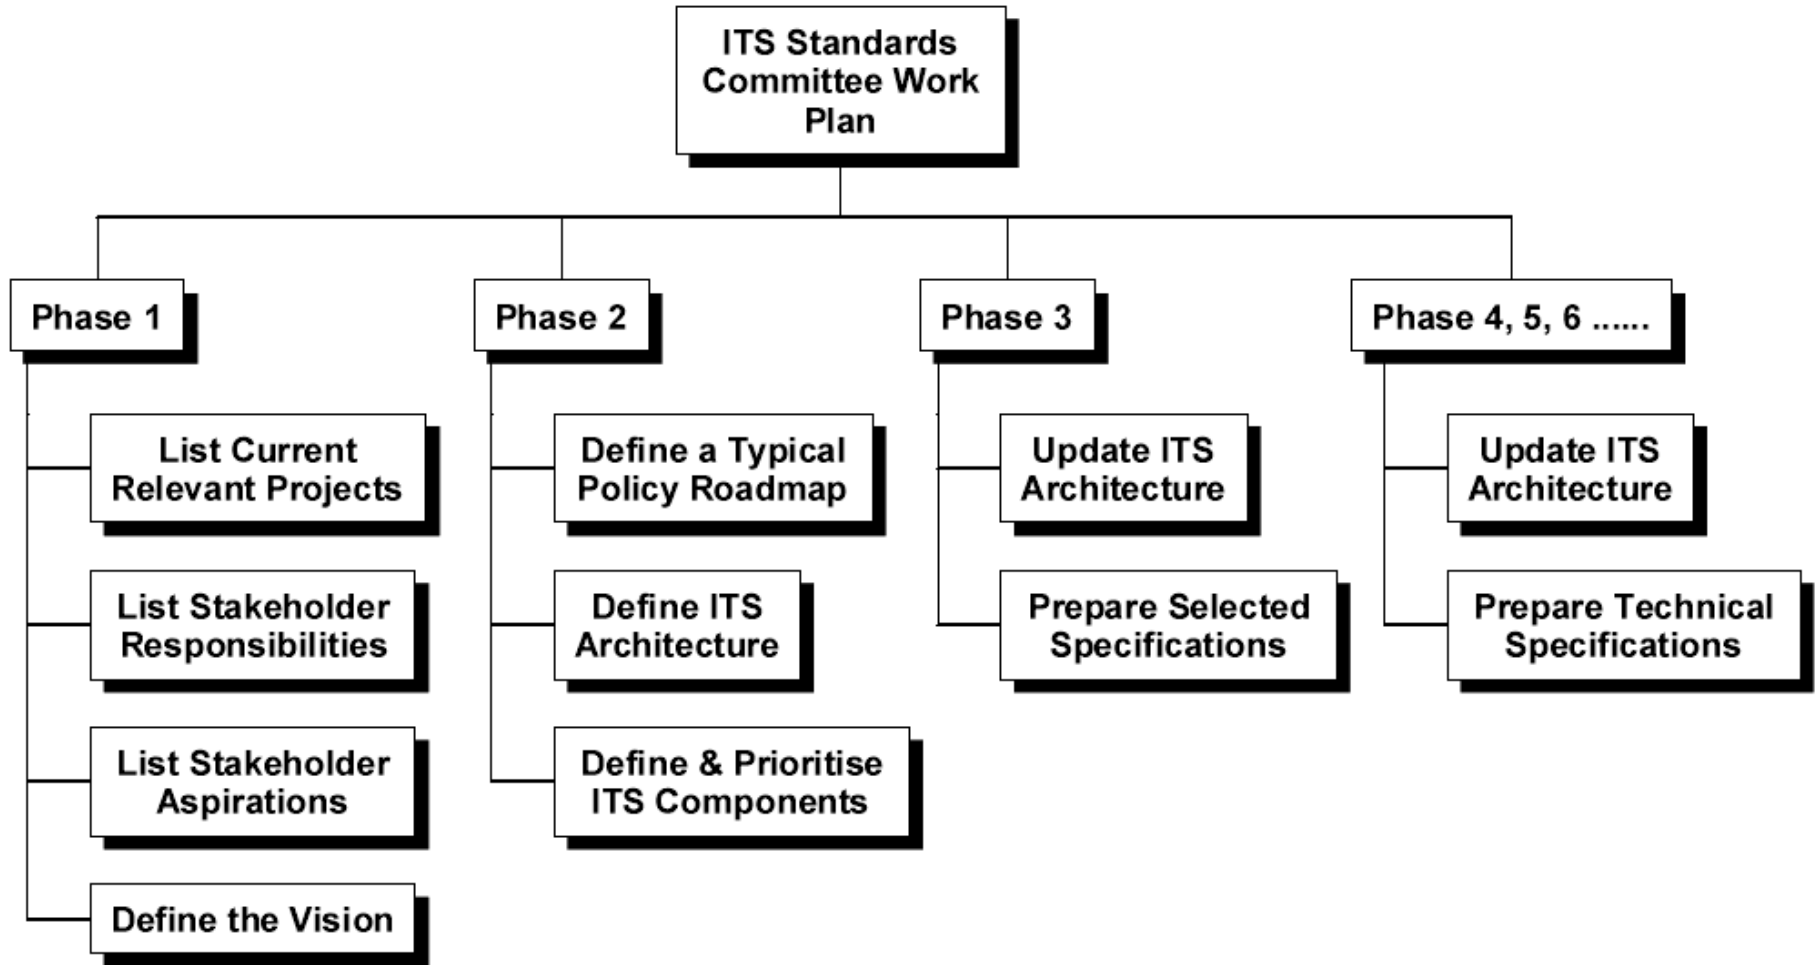 ITS Standards
Committee Work
Plan
Phase 1
List Current
Relevant Projects
List Stakeholder
Responsibilities
List Stakeholder
Aspirations
Define the Vision
Phase 2
Define a Typical
Policy Roadmap
Define ITS
Architecture
Define & Prioritise
ITS Components
Phase 3
Update ITS
Architecture
Prepare Selected
Specifications
Phase 4, 5, 6 ......
Update ITS
Architecture
Prepare Technical
Specifications